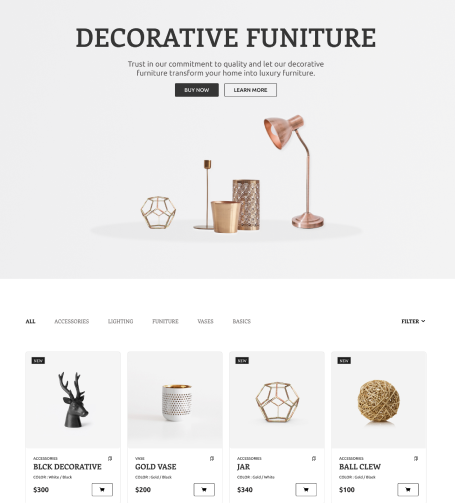 DECORATIVE FUNITURE
Trust in our commitment to quality and let our decorative
furniture transform your home into luxury furniture.
BUY NOW
LEARN MORE
ALL
ACCESSORIES
LIGHTING
FUNITURE
VASES
BASICS
FILTER
NEW
NEW
NEW
ACCESSORIES
BLCK DECORATIVE
COLOR : White / Black
$300
VASE
GOLD VASE
COLOR : Gold / Black
$200
ACCESSORIES
JAR
COLOR : Gold / White
$340
ACCESSORIES
BALL CLEW
COLOR : Gold / Black
$100